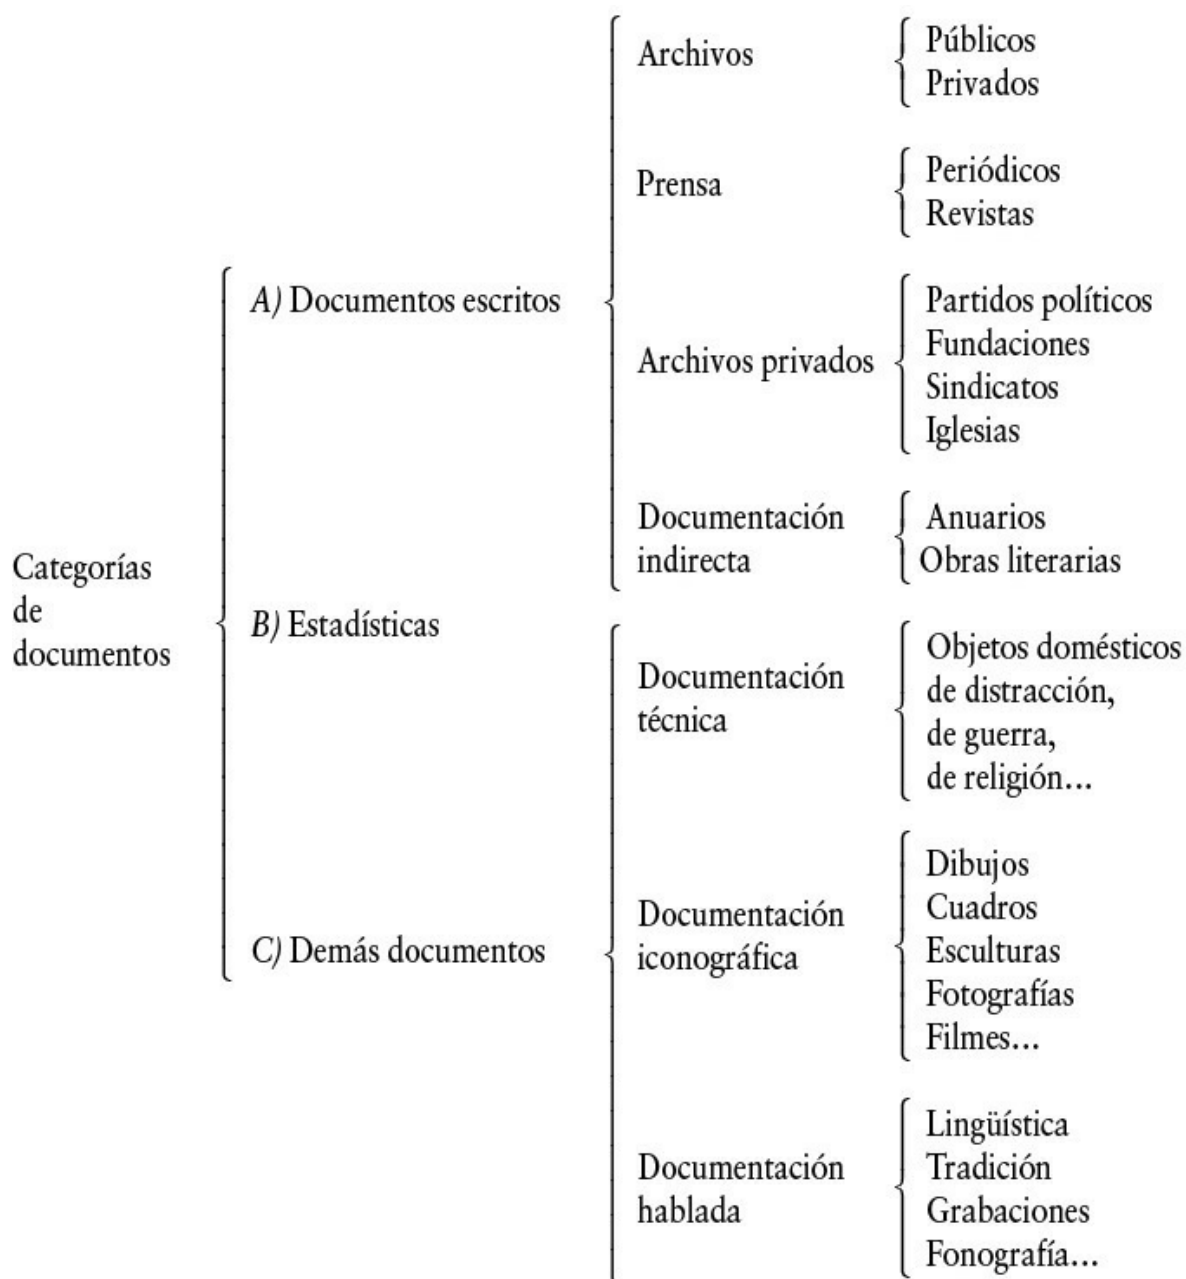 Categorías
de
documentos
A) Documentos escritos
Archivos
Públicos
Privados
Prensa
Periódicos
Revistas
Archivos privados
Partidos políticos
Fundaciones
Sindicatos
Iglesias
Documentación
indirecta
Anuarios
Obras literarias
B) Estadísticas
C) Demás documentos
Documentación
técnica
Objetos domésticos
de distracción,
de guerra,
de religión...
Documentación
iconográfica
Dibujos
Cuadros
Esculturas
Fotografías
Filmes...
Documentación
hablada
Lingüística
Tradición
Grabaciones
Fonografía...